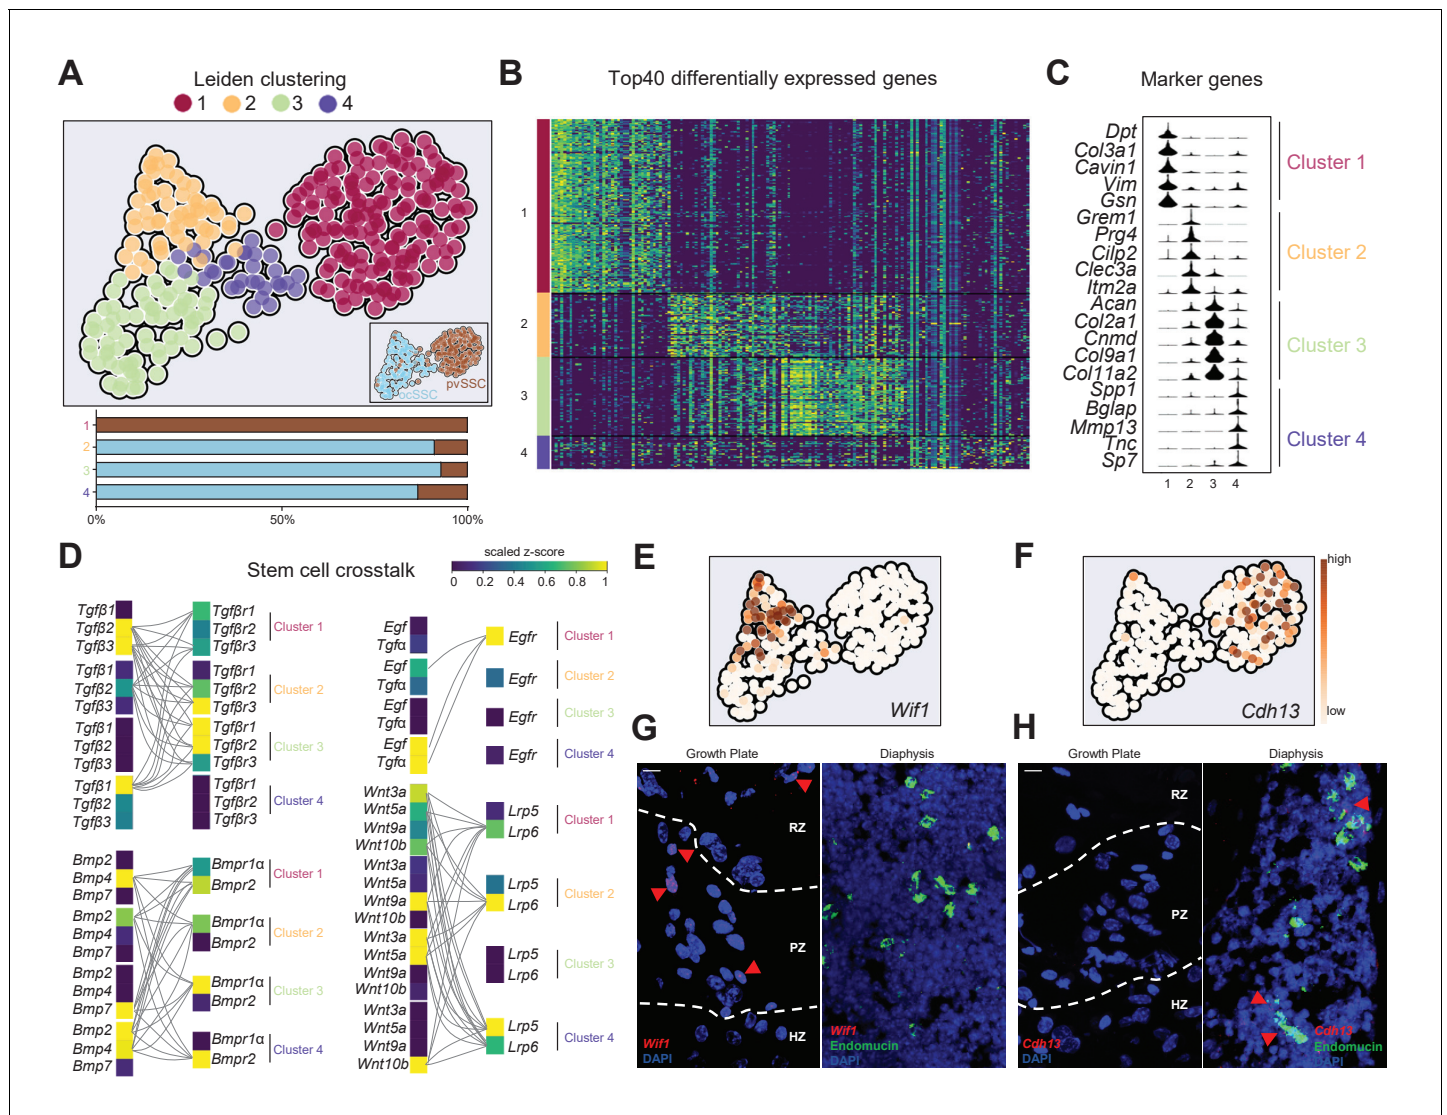 A
Leiden clustering
1 2 3 4
pvSSC
ocSSC
1
2
3
4
0% 50% 100%
B
Top40 differentially expressed genes
1
2
3
4
C
Marker genes
Dpt
Col3a1
Cavin1
Vim
Gsn
Grem1
Prg4
Cilp2
Clec3a
Itm2a
Acan
Col2a1
Cnmd
Col9a1
Col11a2
Spp1
Bglap
Mmp13
Tnc
Sp7
Cluster 1
Cluster 2
Cluster 3
Cluster 4
1 2 3 4
D
Stem cell crosstalk
scaled z-score
0 0.2 0.4 0.6 0.8 1
Tgfβ1
Tgfβ2
Tgfβ3
Tgfβ1
Tgfβ2
Tgfβ3
Tgfβ1
Tgfβ2
Tgfβ3
Tgfβ1
Tgfβ2
Tgfβ3
Tgfβr1
Tgfβr2
Tgfβr3
Tgfβr1
Tgfβr2
Tgfβr3
Tgfβr1
Tgfβr2
Tgfβr3
Tgfβr1
Tgfβr2
Tgfβr3
Cluster 1
Cluster 2
Cluster 3
Cluster 4
Bmp2
Bmp4
Bmp7
Bmp2
Bmp4
Bmp7
Bmp2
Bmp4
Bmp7
Bmp2
Bmp4
Bmp7
Bmpr1α
Bmpr2
Bmpr1α
Bmpr2
Bmpr1α
Bmpr2
Bmpr1α
Bmpr2
Cluster 1
Cluster 2
Cluster 3
Cluster 4
Egf
Tgfα
Egf
Tgfα
Egf
Tgfα
Egf
Tgfα
Egfr
Egfr
Egfr
Egfr
Cluster 1
Cluster 2
Cluster 3
Cluster 4
Wnt3a
Wnt5a
Wnt9a
Wnt10b
Wnt3a
Wnt5a
Wnt9a
Wnt10b
Wnt3a
Wnt5a
Wnt9a
Wnt10b
Wnt3a
Wnt5a
Wnt9a
Wnt10b
Lrp5
Lrp6
Lrp5
Lrp6
Lrp5
Lrp6
Lrp5
Lrp6
Cluster 1
Cluster 2
Cluster 3
Cluster 4
E
Wif1
F
Cdh13
high
low
G
Growth Plate
Diaphysis
RZ
PZ
HZ
Wif1
DAPI
Wif1
Endomucin
DAPI
H
Growth Plate
Diaphysis
RZ
PZ
HZ
Cdh13
DAPI
Cdh13
Endomucin
DAPI